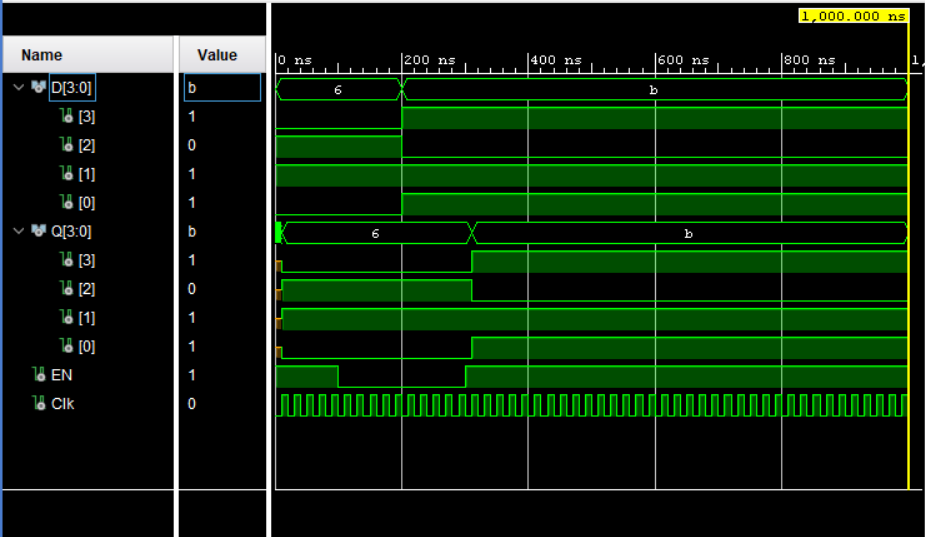 1,000.000 ns
Name Value
0 ns 200 ns 400 ns 600 ns 800 ns 1,
D[3:0] b 6 b
[3] 1
[2] 0
[1] 1
[0] 1
Q[3:0] b 6 b
[3] 1
[2] 0
[1] 1
[0] 1
EN 1
Clk 0